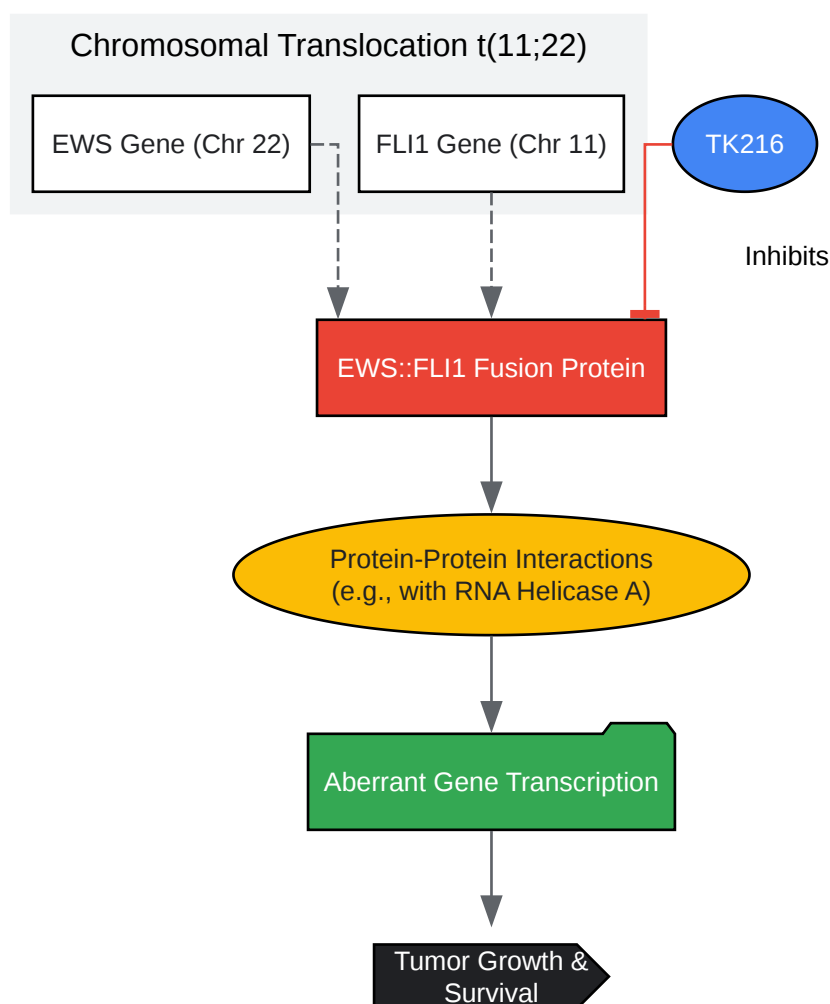 Chromosomal Translocation t(11;22)
EWS Gene (Chr 22)
FLI1 Gene (Chr 11)
TK216
Inhibits
EWS::FLI1 Fusion Protein
Protein-Protein Interactions
(e.g., with RNA Helicase A)
Aberrant Gene Transcription
Tumor Growth &
Survival